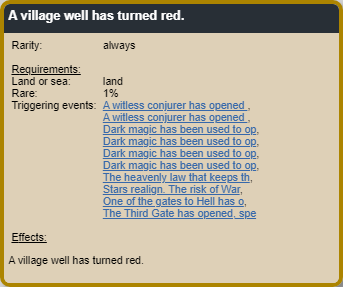 A village well has turned red.
Rarity: always
Requirements:
Land or sea: land
Rare: 1%
Triggering events: A witless conjurer has opened ,
A witless conjurer has opened ,
Dark magic has been used to op,
Dark magic has been used to op,
Dark magic has been used to op,
Dark magic has been used to op,
The heavenly law that keeps th,
Stars realign. The risk of War,
One of the gates to Hell has o,
The Third Gate has opened, spe
Effects:
A village well has turned red.